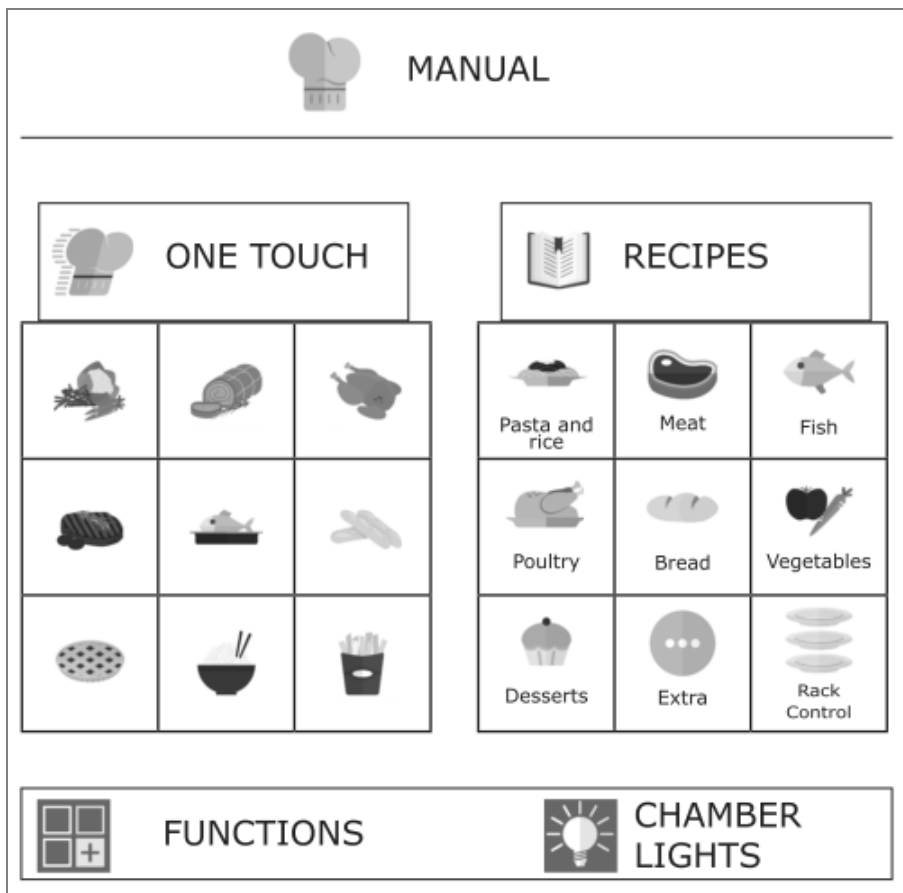 MANUAL
ONE TOUCH
RECIPES
Pasta and
rice
Meat
Fish
Poultry
Bread
Vegetables
Desserts
Extra
Rack
Control
FUNCTIONS
CHAMBER
LIGHTS